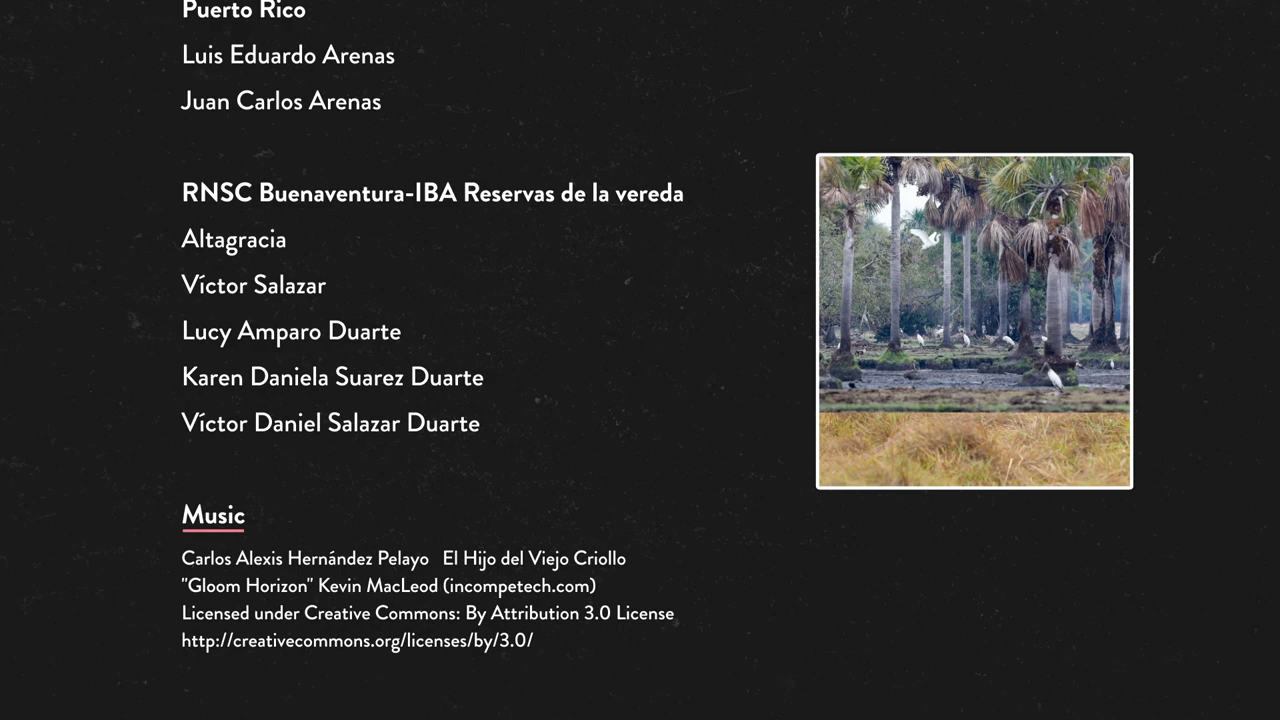 Puerto Rico
Luis Eduardo Arenas
Juan Carlos Arenas
RNSC Buenaventura-IBA Reservas de la vereda
Altagracia
Víctor Salazar
Lucy Amparo Duarte
Karen Daniela Suarez Duarte
Víctor Daniel Salazar Duarte
Music
Carlos Alexis Hernández Pelayo El Hijo del Viejo Criollo
"Gloom Horizon" Kevin MacLeod (incompetech.com)
Licensed under Creative Commons: By Attribution 3.0 License
http://creativecommons.org/licenses/by/3.0/